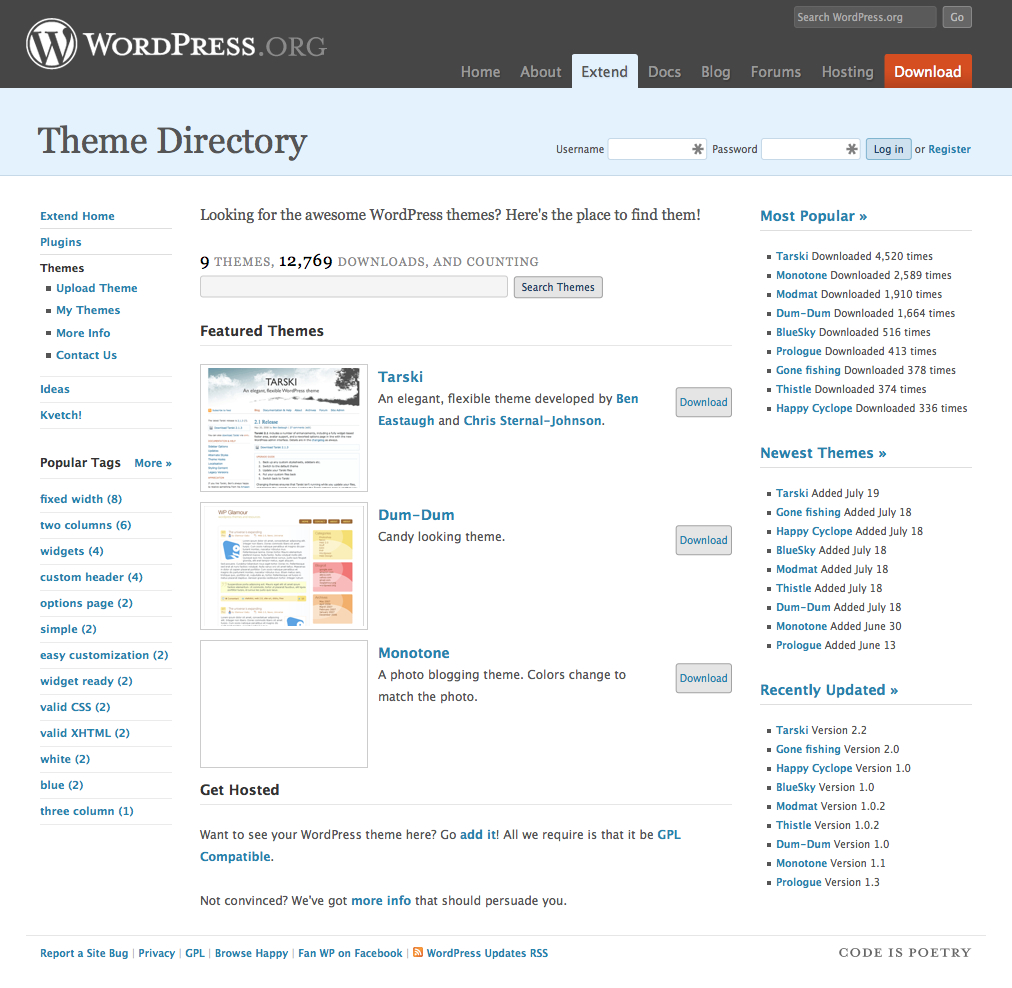 WORDPRESS.ORG
Search WordPress.org Go
Home About Extend Docs Blog Forums Hosting Download
Theme Directory
Username Password Log in or Register
Extend Home
Plugins
Themes
Upload Theme
My Themes
More Info
Contact Us
Ideas
Kvetch!
Popular Tags More »
fixed width (8)
two columns (6)
widgets (4)
custom header (4)
options page (2)
simple (2)
easy customization (2)
widget ready (2)
valid CSS (2)
valid XHTML (2)
white (2)
blue (2)
three column (1)
Looking for the awesome WordPress themes? Here's the place to find them!
9 THEMES, 12,769 DOWNLOADS, AND COUNTING
Search Themes
Featured Themes
TARSKI
An elegant, flexible WordPress theme
2.1 Release
Tarski
An elegant, flexible theme developed by Ben
Eastaugh and Chris Sternal-Johnson.
Download
WP Glamour
Dum-Dum
Candy looking theme.
Download
Monotone
A photo blogging theme. Colors change to
match the photo.
Download
Get Hosted
Want to see your WordPress theme here? Go add it! All we require is that it be GPL
Compatible.
Not convinced? We've got more info that should persuade you.
Most Popular »
Tarski Downloaded 4,520 times
Monotone Downloaded 2,589 times
Modmat Downloaded 1,910 times
Dum-Dum Downloaded 1,664 times
BlueSky Downloaded 516 times
Prologue Downloaded 413 times
Gone fishing Downloaded 378 times
Thistle Downloaded 374 times
Happy Cyclope Downloaded 336 times
Newest Themes »
Tarski Added July 19
Gone fishing Added July 18
Happy Cyclope Added July 18
BlueSky Added July 18
Modmat Added July 18
Thistle Added July 18
Dum-Dum Added July 18
Monotone Added June 30
Prologue Added June 13
Recently Updated »
Tarski Version 2.2
Gone fishing Version 2.0
Happy Cyclope Version 1.0
BlueSky Version 1.0
Modmat Version 1.0.2
Thistle Version 1.0.2
Dum-Dum Version 1.0
Monotone Version 1.1
Prologue Version 1.3
Report a Site Bug | Privacy | GPL | Browse Happy | Fan WP on Facebook | WordPress Updates RSS
CODE IS POETRY